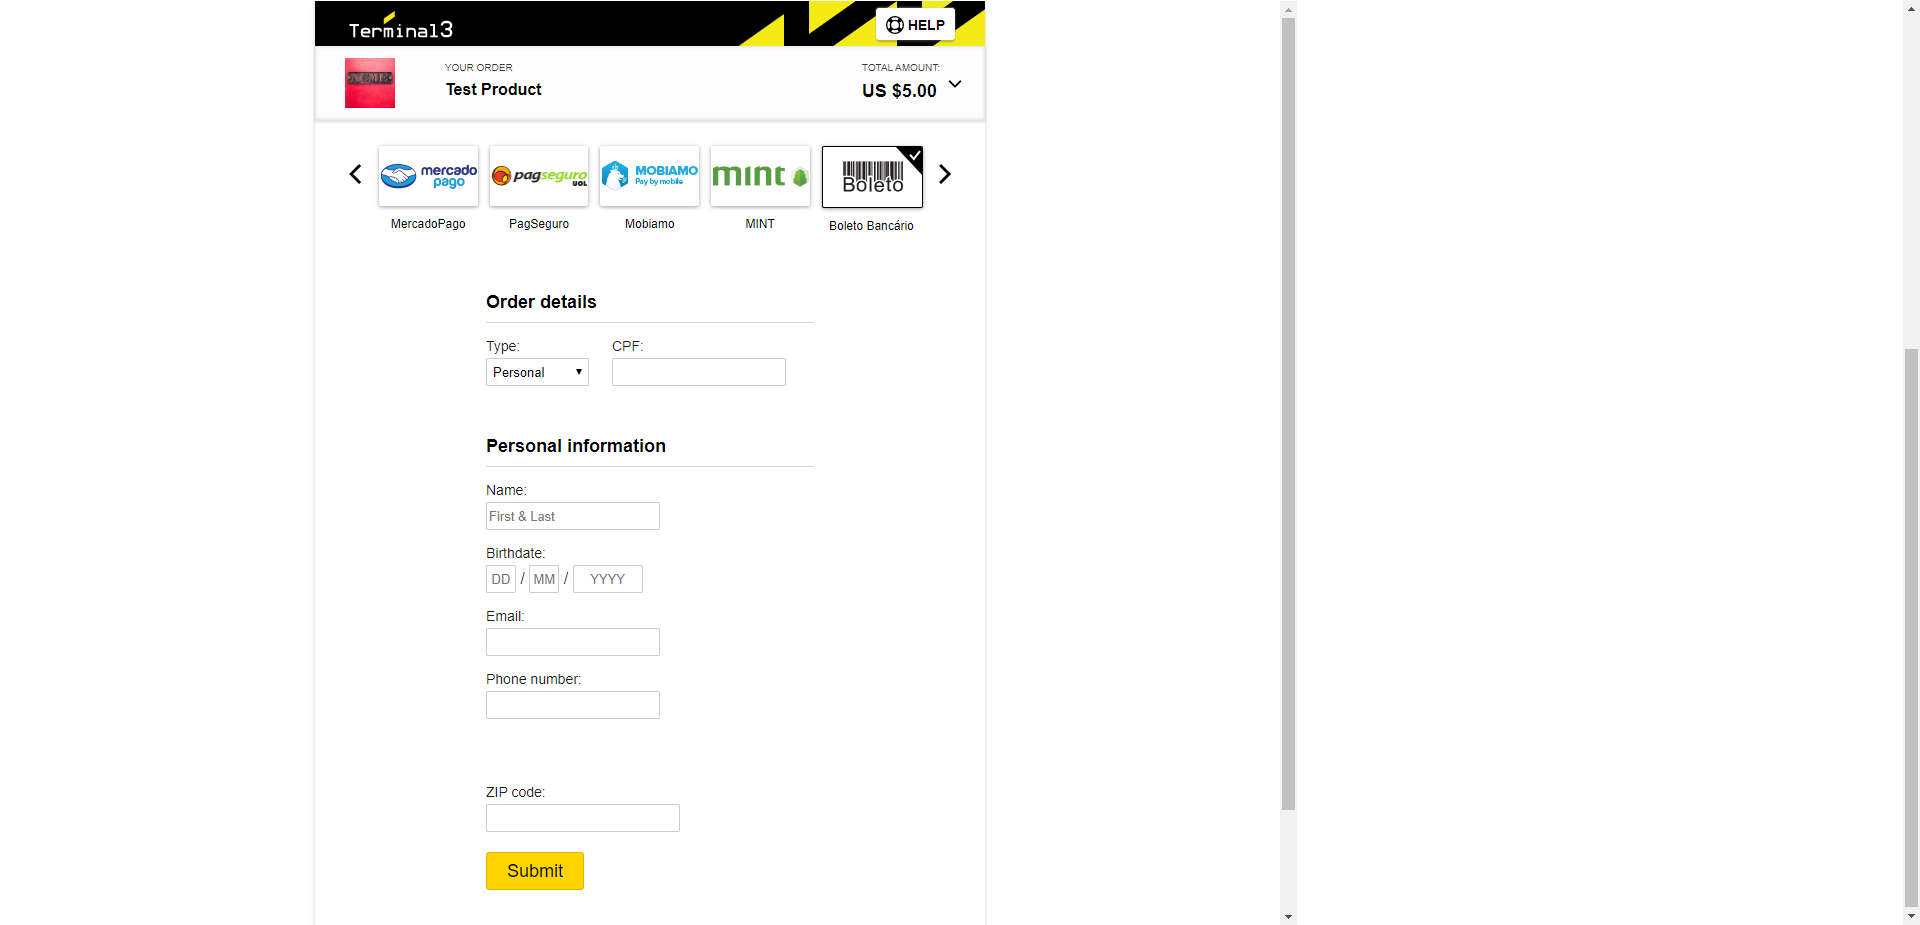 Terminal3
HELP
YOUR ORDER
Test Product
TOTAL AMOUNT:
US $5.00
ACME
mercado
pago
pagseguro
UOL
MOBIAMO
Pay by mobile
mint
Boleto
MercadoPago
PagSeguro
Mobiamo
MINT
Boleto Bancário
Order details
Type:
CPF:
Personal
Personal information
Name:
First & Last
Birthdate:
DD / MM / YYYY
Email:
Phone number:
ZIP code:
Submit